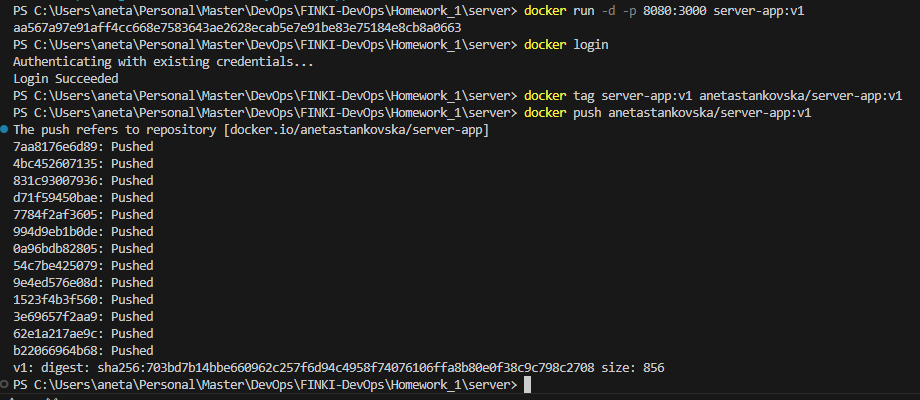 PS C:\Users\aneta\Personal\Master\DevOps\FINKI-DevOps\Homework_1\server> docker run -d -p 8080:3000 server-app:v1
aa567a97e91aff4cc668e7583643ae2628ecab5e7e91be83e75184e8cb8a0663
PS C:\Users\aneta\Personal\Master\DevOps\FINKI-DevOps\Homework_1\server> docker login
Authenticating with existing credentials...
Login Succeeded
PS C:\Users\aneta\Personal\Master\DevOps\FINKI-DevOps\Homework_1\server> docker tag server-app:v1 anetastankovska/server-app:v1
PS C:\Users\aneta\Personal\Master\DevOps\FINKI-DevOps\Homework_1\server> docker push anetastankovska/server-app:v1
The push refers to repository [docker.io/anetastankovska/server-app]
7aa8176e6d89: Pushed
4bc452607135: Pushed
831c93007936: Pushed
d71f59450bae: Pushed
7784f2af3605: Pushed
994d9eb1b0de: Pushed
0a96bdb82805: Pushed
54c7be425079: Pushed
9e4ed576e08d: Pushed
1523f4b3f560: Pushed
3e69657f2aa9: Pushed
62e1a217ae9c: Pushed
b22066964b68: Pushed
v1: digest: sha256:703bd7b14bbe660962c257f6d94c4958f74076106ffa8b80e0f38c9c798c2708 size: 856
PS C:\Users\aneta\Personal\Master\DevOps\FINKI-DevOps\Homework_1\server>